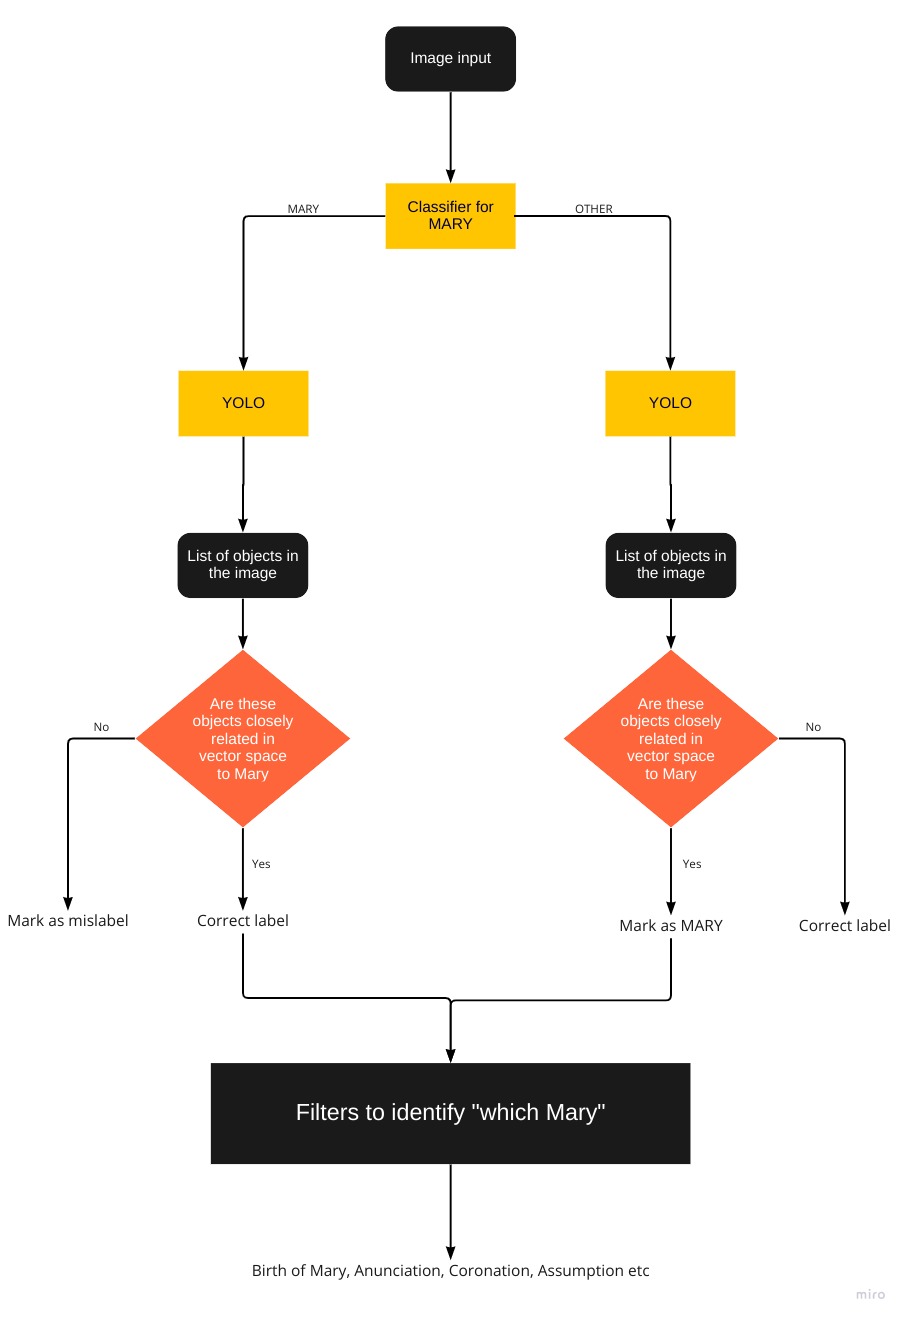 Image input
Classifier for
MARY
MARY
OTHER
YOLO
YOLO
List of objects in
the image
List of objects in
the image
Are these
objects closely
related in
vector space
to Mary
Are these
objects closely
related in
vector space
to Mary
No
No
Yes
Yes
Mark as mislabel
Correct label
Mark as MARY
Correct label
Filters to identify "which Mary"
Birth of Mary, Anunciation, Coronation, Assumption etc
miro